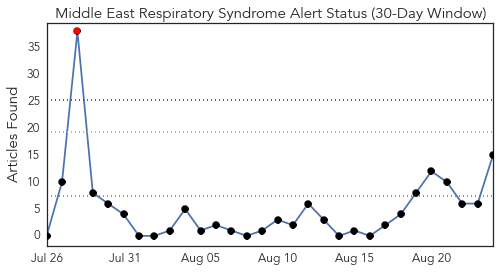 Middle East Respiratory Syndrome Alert Status (30-Day Window)
Articles Found
35
30
25
20
15
10
5
0
Jul 26
Jul 31
Aug 05
Aug 10
Aug 15
Aug 20